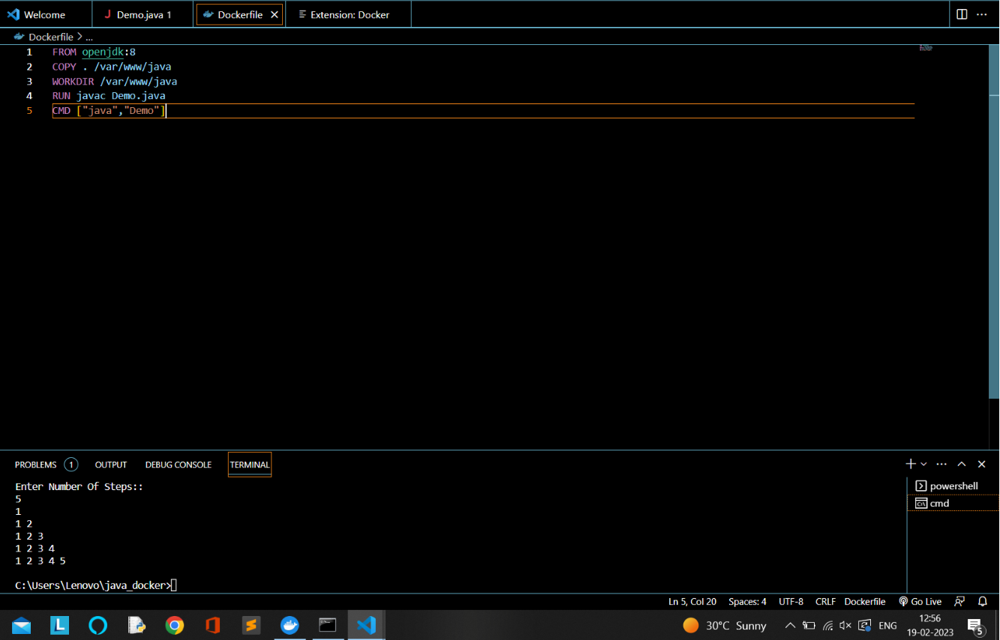 Welcome
J Demo.java 1
Dockerfile
Extension: Docker
Dockerfile > ...
1 FROM openjdk:8
2 COPY . /var/www/java
3 WORKDIR /var/www/java
4 RUN javac Demo.java
5 CMD ["java","Demo"]
PROBLEMS 1 OUTPUT DEBUG CONSOLE TERMINAL
Enter Number Of Steps::
5
1
1 2
1 2 3
1 2 3 4
1 2 3 4 5
C:\Users\Lenovo\java_docker>
powershell
cmd
Ln 5, Col 20 Spaces: 4 UTF-8 CRLF Dockerfile Go Live
L
30°C Sunny
ENG
12:56
19-02-2023
5